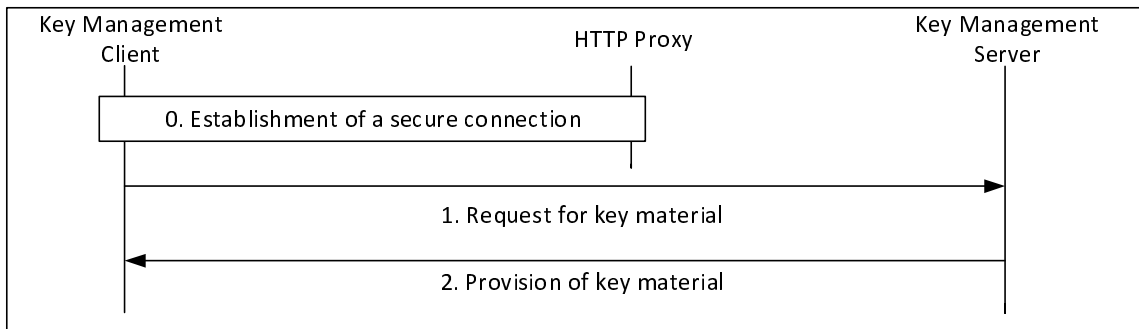 Key Management
Client
HTTP Proxy
Key Management
Server
0. Establishment of a secure connection
1. Request for key material
2. Provision of key material